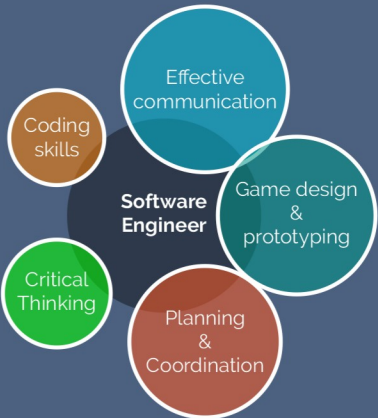 Effective
communication
Coding
skills
Software
Engineer
Game design
&
prototyping
Critical
Thinking
Planning
&
Coordination